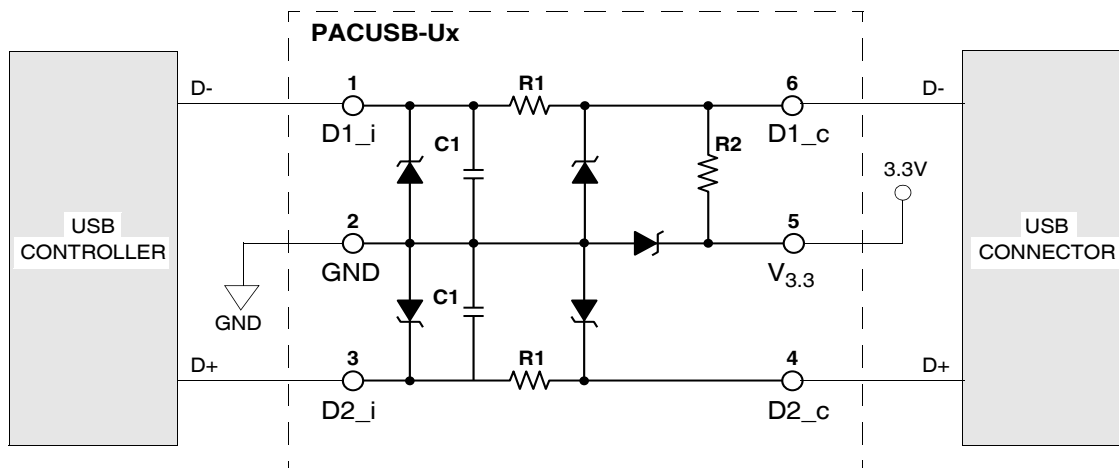 PACUSB-Ux
D-
1
R1
6
D-
D1_i
C1
R2
D1_c
3.3V
USB
CONTROLLER
2
5
USB
CONNECTOR
GND
C1
V3.3
GND
D+
3
R1
4
D+
D2_i
D2_c